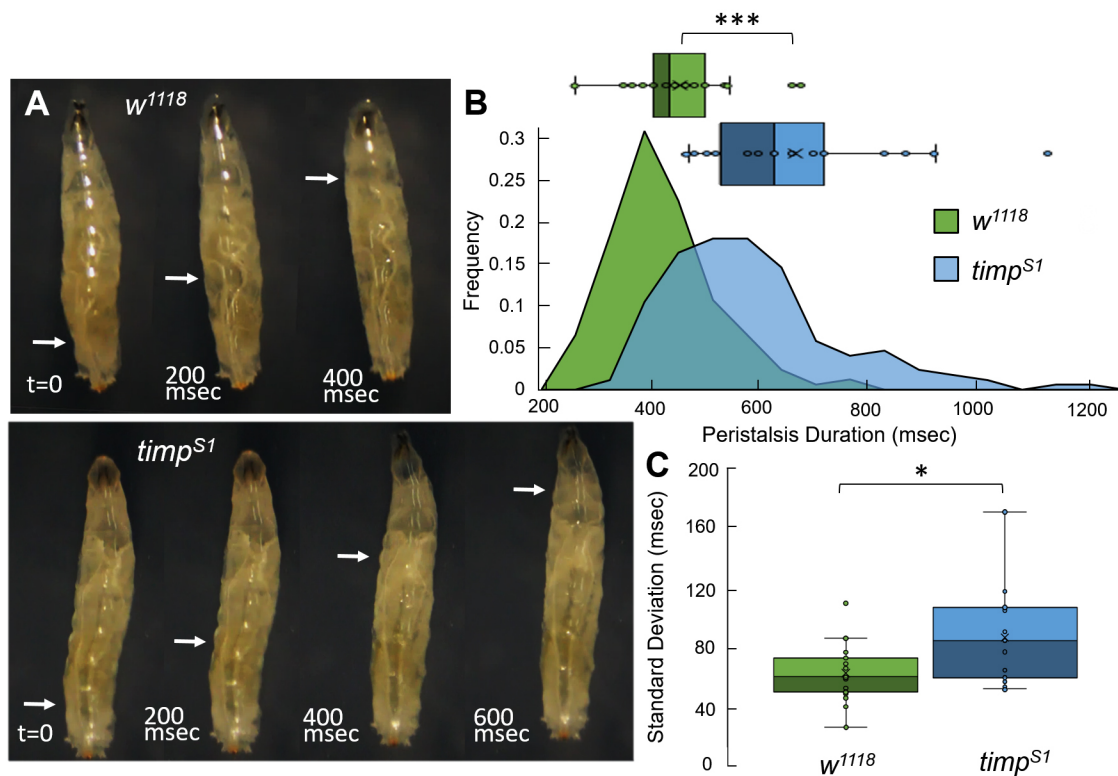 A
w1118
t=0
200
msec
400
msec
timpS1
t=0
200
msec
400
msec
600
msec
B
***
0.3
0.25
0.2
0.15
0.1
0.05
0
Frequency
w1118
timpS1
200 400 600 800 1000 1200
Peristalsis Duration (msec)
C
*
200
160
120
80
40
0
Standard Deviation (msec)
w1118 timpS1